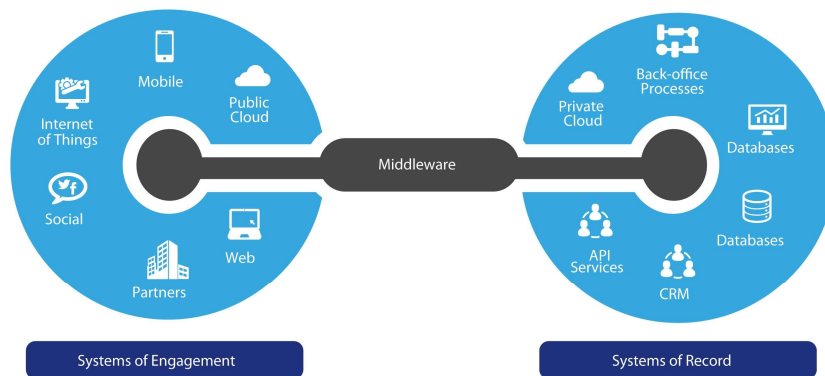 Mobile
Public
Cloud
Internet
of Things
Social
Web
Partners
Middleware
Back-office
Processes
Private
Cloud
Databases
Databases
API
Services
CRM
Systems of Engagement
Systems of Record